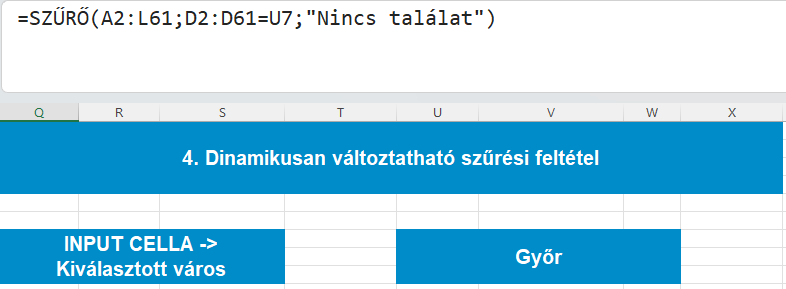 =SZŰRŐ(A2:L61;D2:D61=U7;"Nincs találat")
Q R S T U V W X
4. Dinamikusan változtatható szűrési feltétel
INPUT CELLA ->
Kiválasztott város
Győr